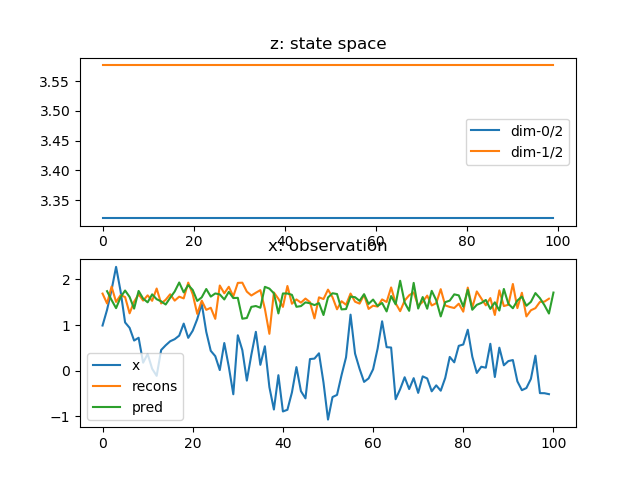 z: state space
3.55
3.50
3.45
3.40
3.35
dim-0/2
dim-1/2
0 20 40 60 80 100
x: observation
2
1
0
−1
x
recons
pred
0 20 40 60 80 100